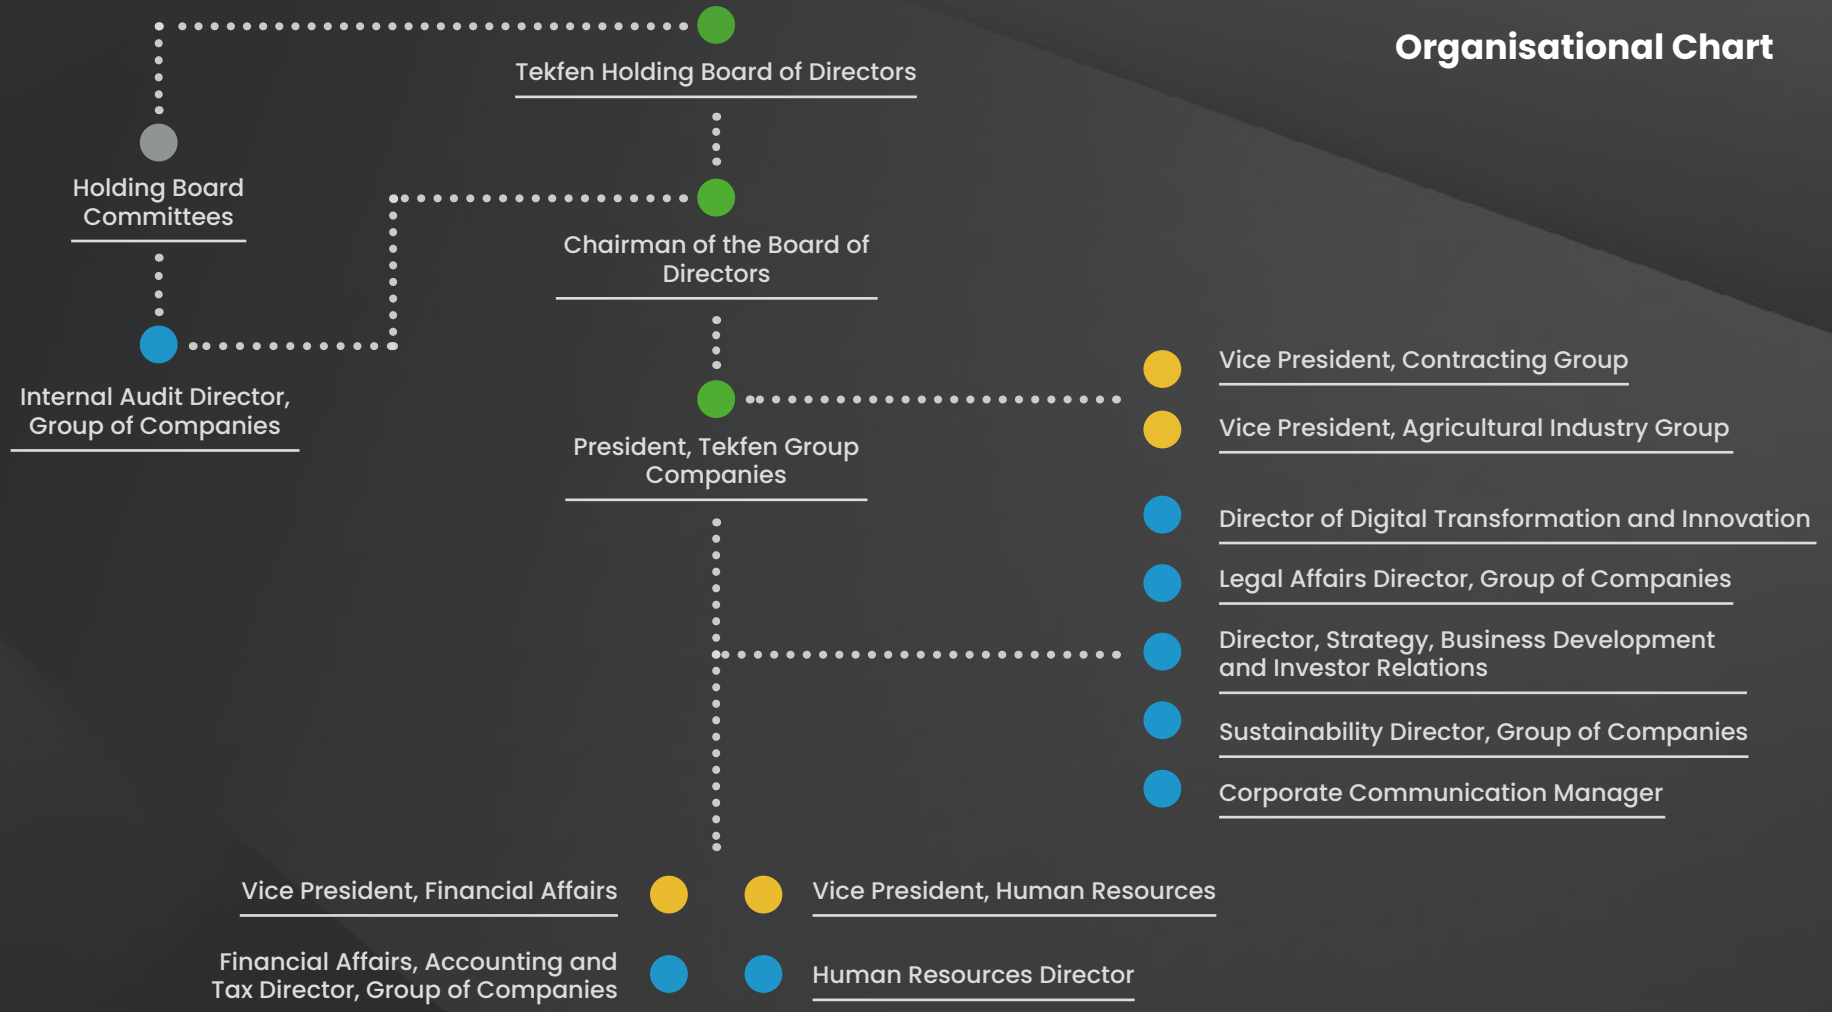 Organisational Chart
Tekfen Holding Board of Directors
Holding Board
Committees
Chairman of the Board of
Directors
Internal Audit Director,
Group of Companies
President, Tekfen Group
Companies
Vice President, Contracting Group
Vice President, Agricultural Industry Group
Director of Digital Transformation and Innovation
Legal Affairs Director, Group of Companies
Director, Strategy, Business Development
and Investor Relations
Sustainability Director, Group of Companies
Corporate Communication Manager
Vice President, Financial Affairs
Vice President, Human Resources
Financial Affairs, Accounting and
Tax Director, Group of Companies
Human Resources Director